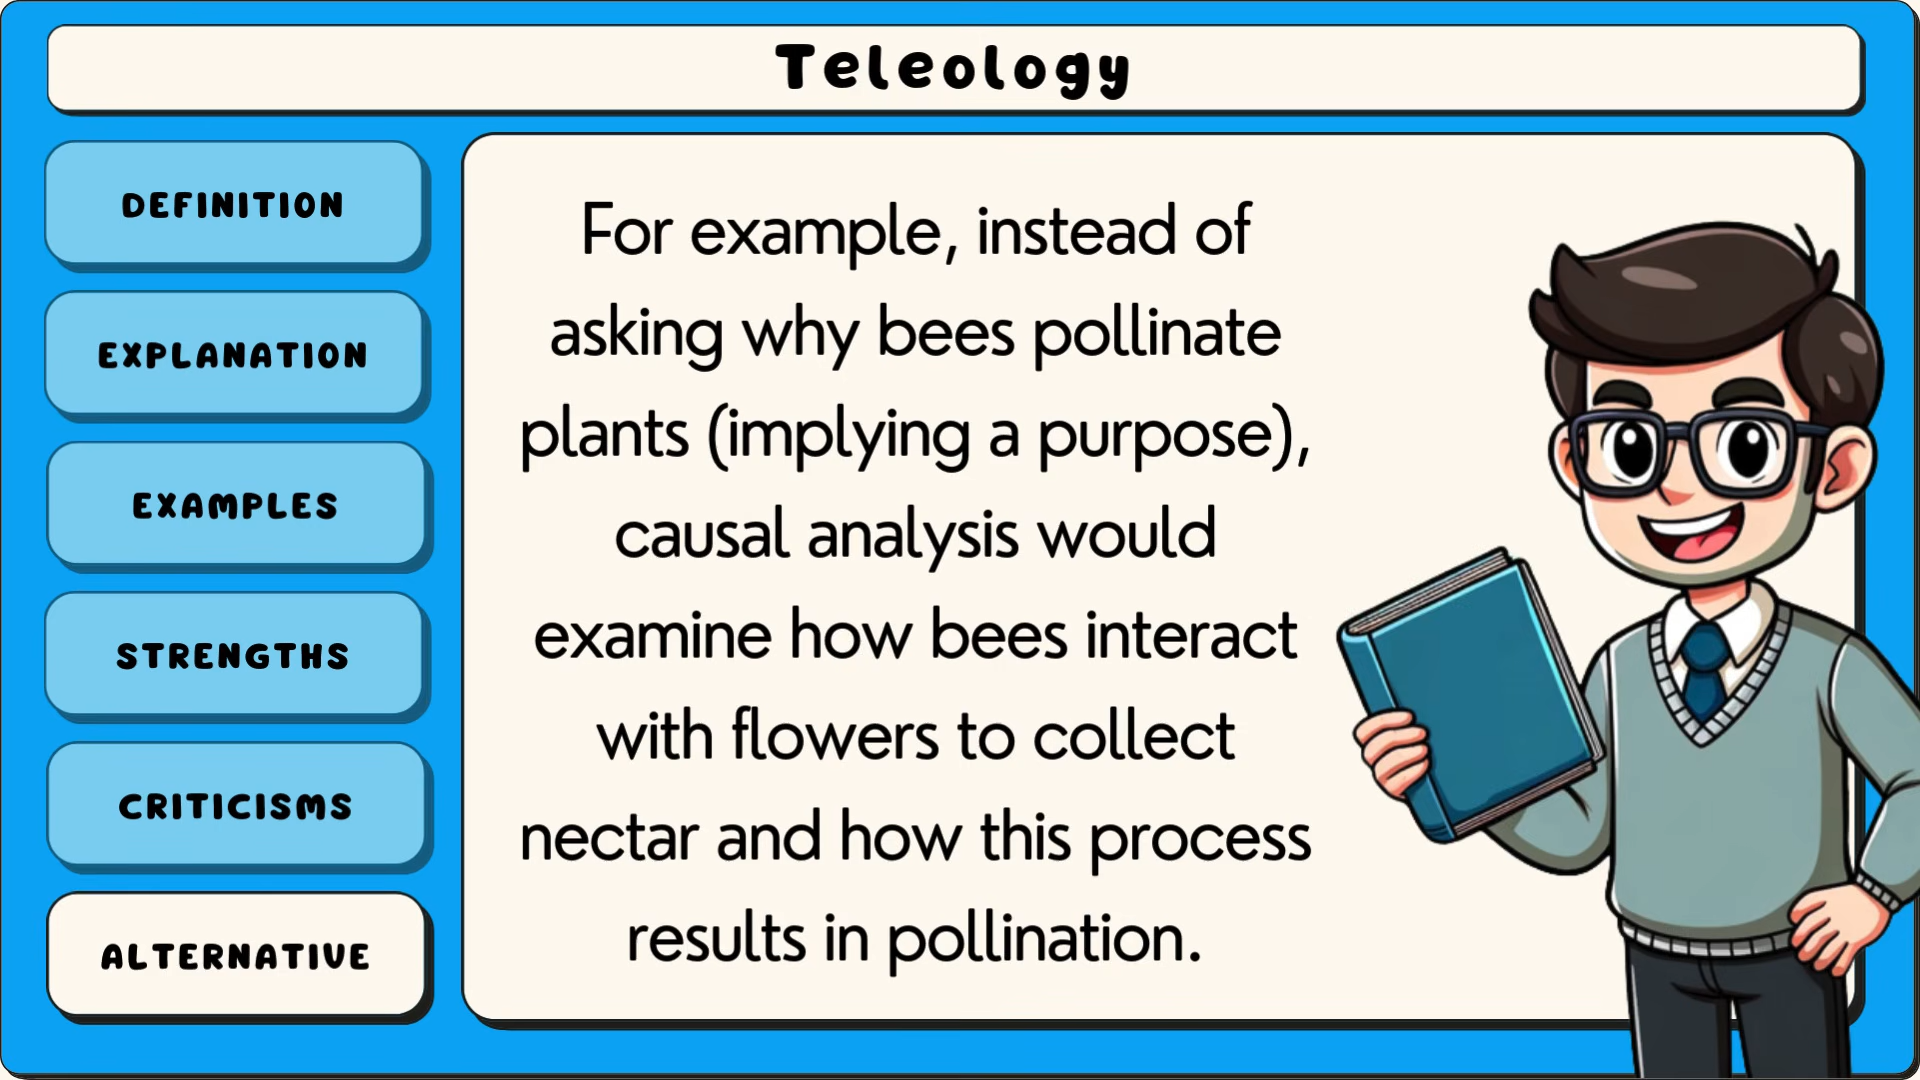 Teleology
DEFINITION
EXPLANATION
EXAMPLES
STRENGTHS
CRITICISMS
ALTERNATIVE
For example, instead of
asking why bees pollinate
plants (implying a purpose),
causal analysis would
examine how bees interact
with flowers to collect
nectar and how this process
results in pollination.